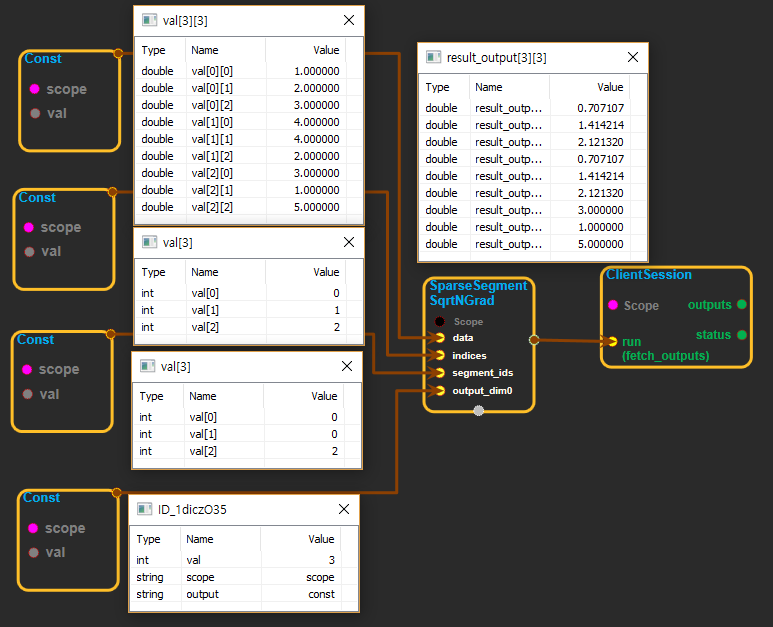 Const
scope
val
val[3][3]
Type Name Value
double val[0][0] 1.000000
double val[0][1] 2.000000
double val[0][2] 3.000000
double val[1][0] 4.000000
double val[1][1] 4.000000
double val[1][2] 2.000000
double val[2][0] 3.000000
double val[2][1] 1.000000
double val[2][2] 5.000000
result_output[3][3]
Type Name Value
double result_outp... 0.707107
double result_outp... 1.414214
double result_outp... 2.121320
double result_outp... 0.707107
double result_outp... 1.414214
double result_outp... 2.121320
double result_outp... 3.000000
double result_outp... 1.000000
double result_outp... 5.000000
Const
scope
val
val[3]
Type Name Value
int val[0] 0
int val[1] 1
int val[2] 2
SparseSegment
SqrtNGrad
Scope
data
indices
segment_ids
output_dim0
ClientSession
Scope outputs
status
run
(fetch_outputs)
Const
scope
val
val[3]
Type Name Value
int val[0] 0
int val[1] 0
int val[2] 2
Const
scope
val
ID_1diczO35
Type Name Value
int val 3
string scope scope
string output const